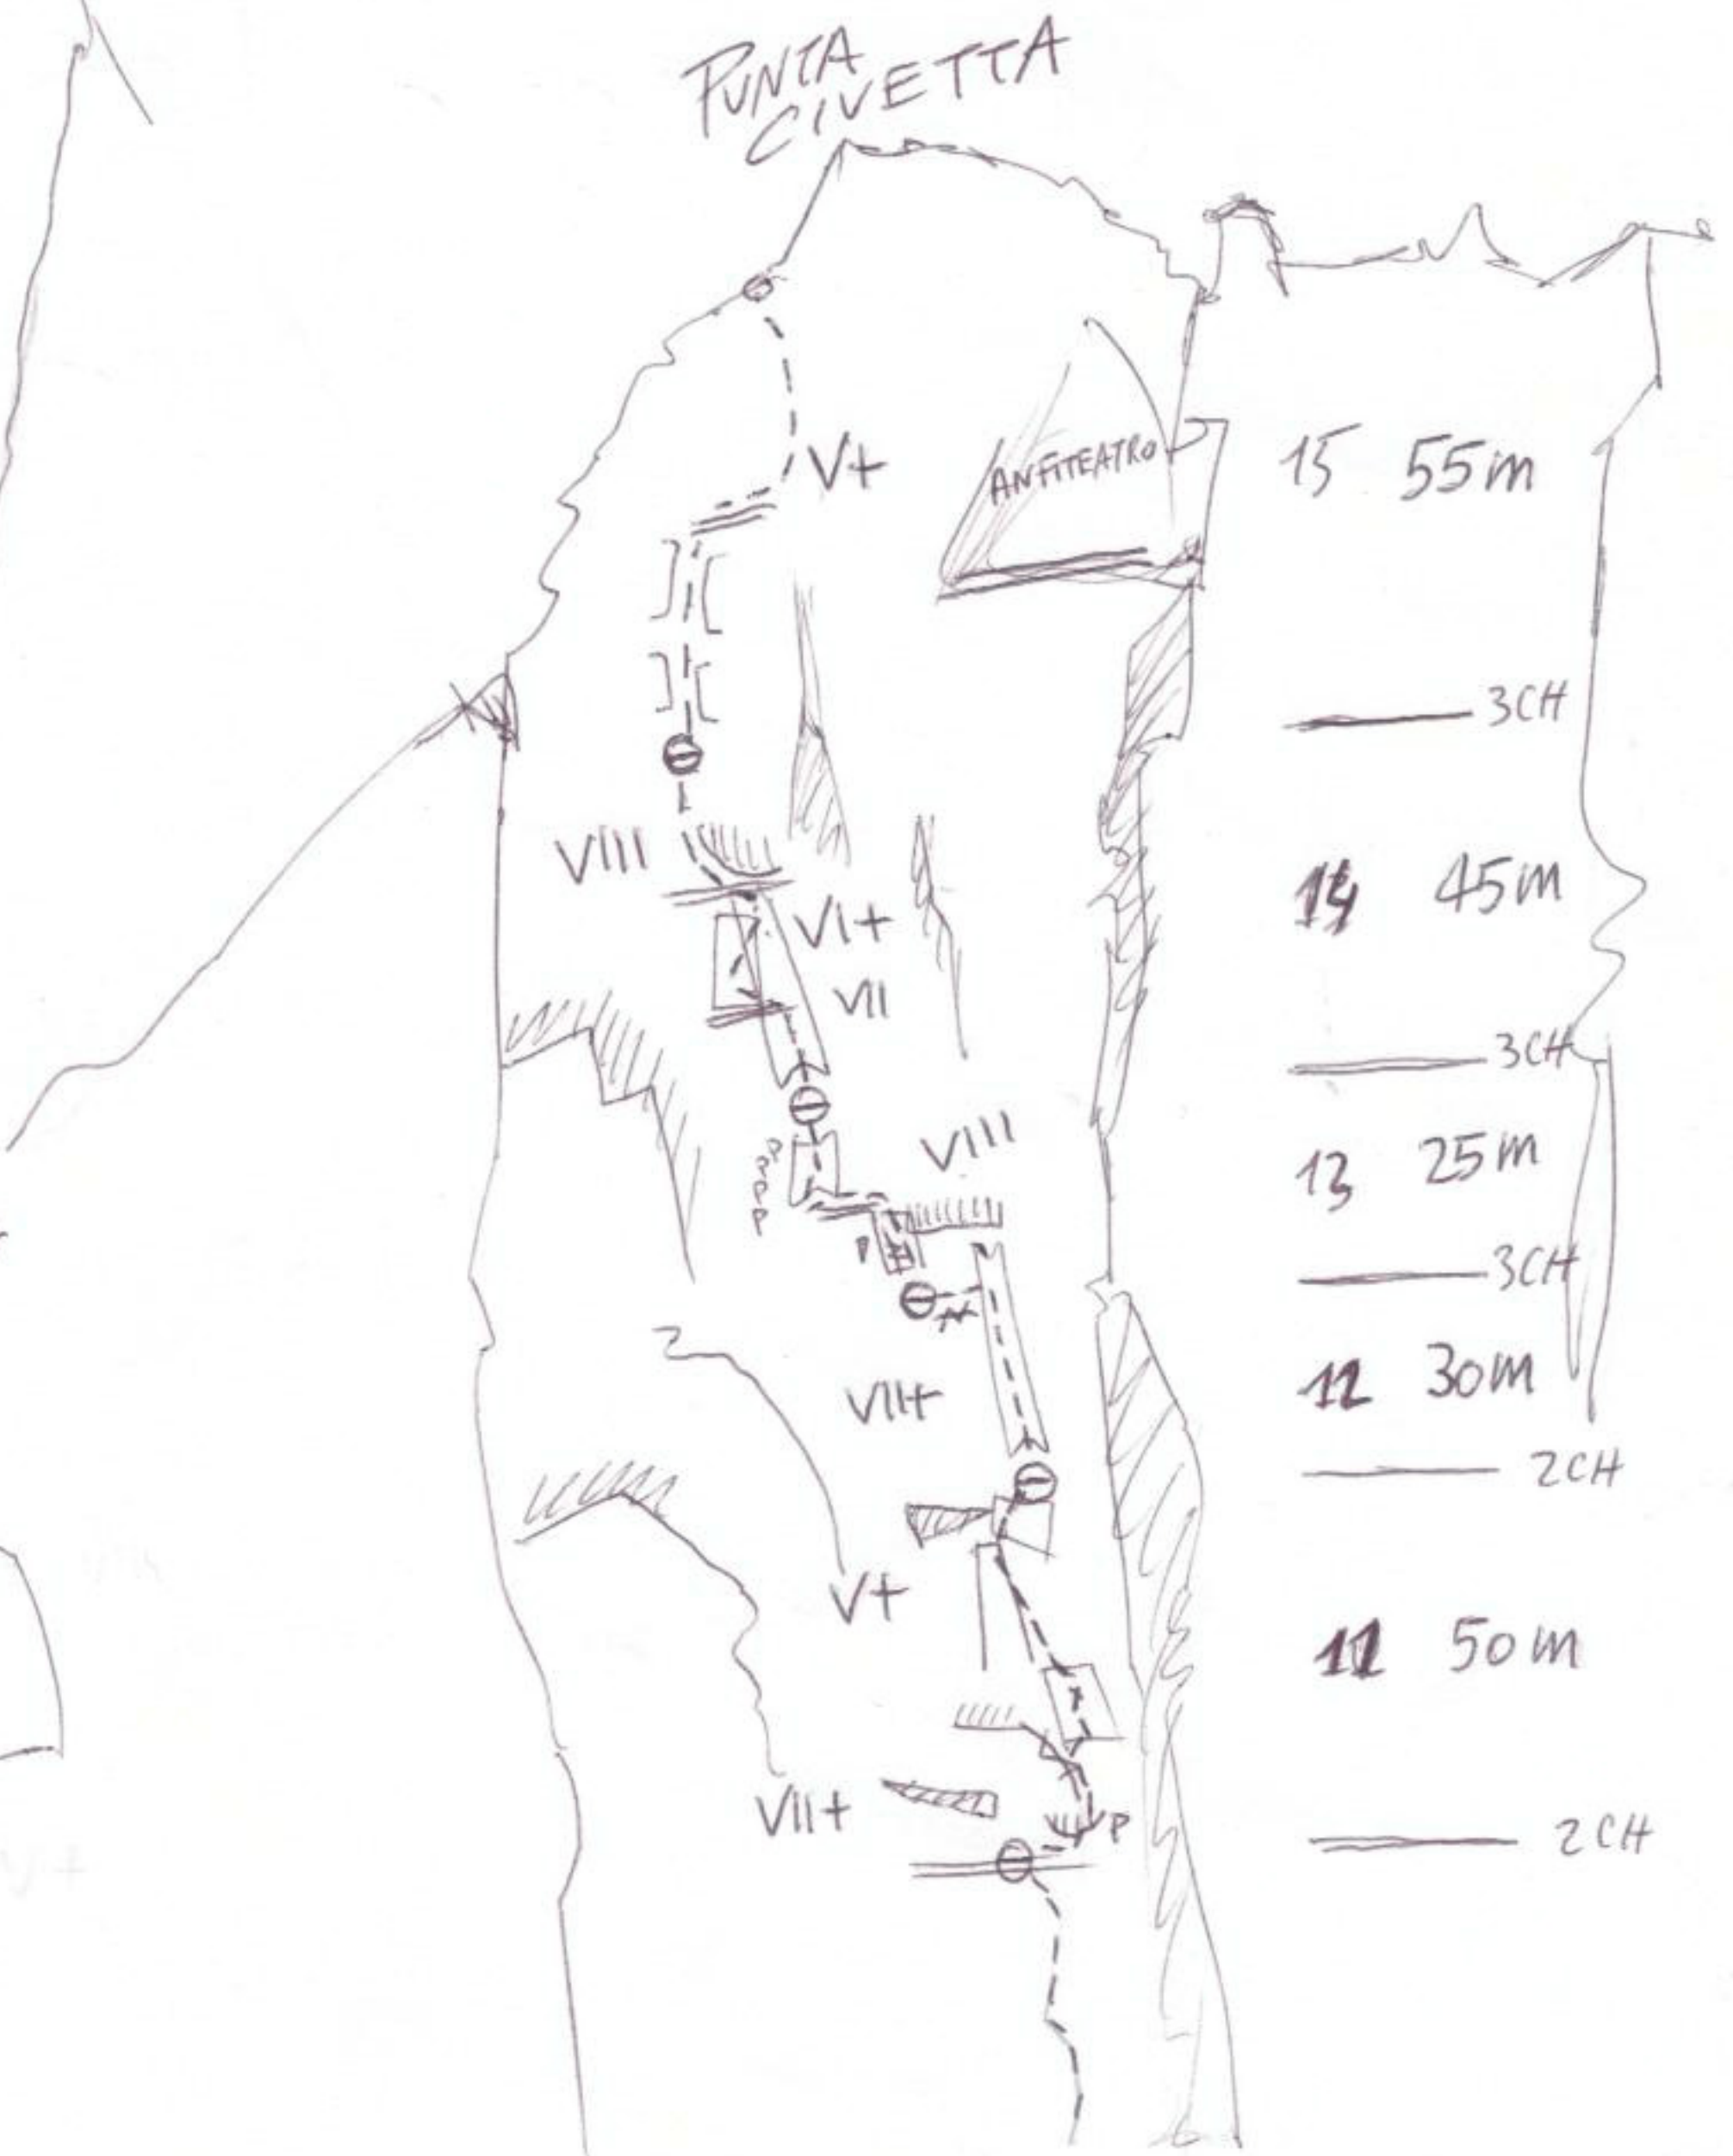 PUNTA
CIVETTA
V+
ANFITEATRO
15 55m
3CH
VIII
14 45m
VI+
VII
3CH
VIII
13 25m
3CH
VII+
12 30m
2CH
V+
11 50m
VII+
P
2CH